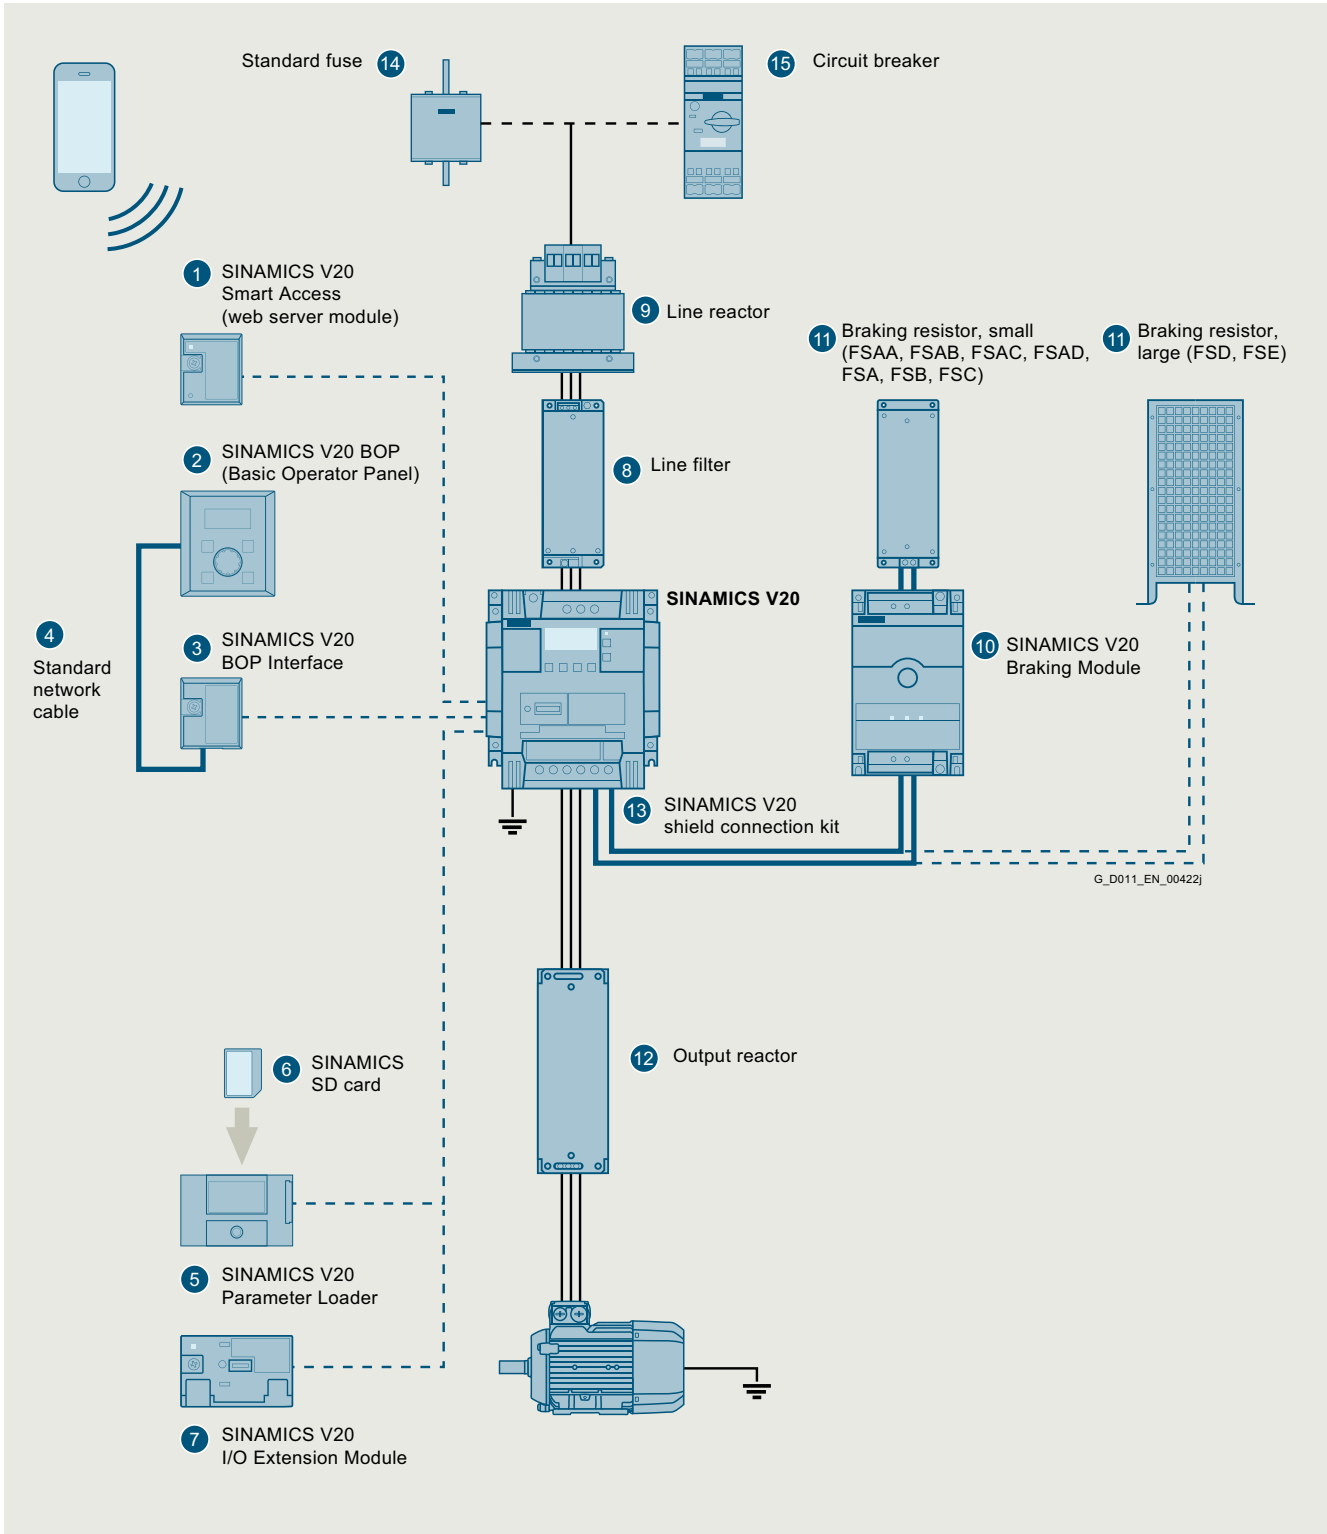 Standard fuse 14
15 Circuit breaker
1 SINAMICS V20
Smart Access
(web server module)
9 Line reactor
11 Braking resistor, small
(FSAA, FSAB, FSAC, FSAD,
FSA, FSB, FSC)
11 Braking resistor,
large (FSD, FSE)
2 SINAMICS V20 BOP
(Basic Operator Panel)
8 Line filter
SINAMICS V20
4
Standard
network
cable
3 SINAMICS V20
BOP Interface
10 SINAMICS V20
Braking Module
13 SINAMICS V20
shield connection kit
G_D011_EN_00422j
12 Output reactor
6 SINAMICS
SD card
5 SINAMICS V20
Parameter Loader
7 SINAMICS V20
I/O Extension Module